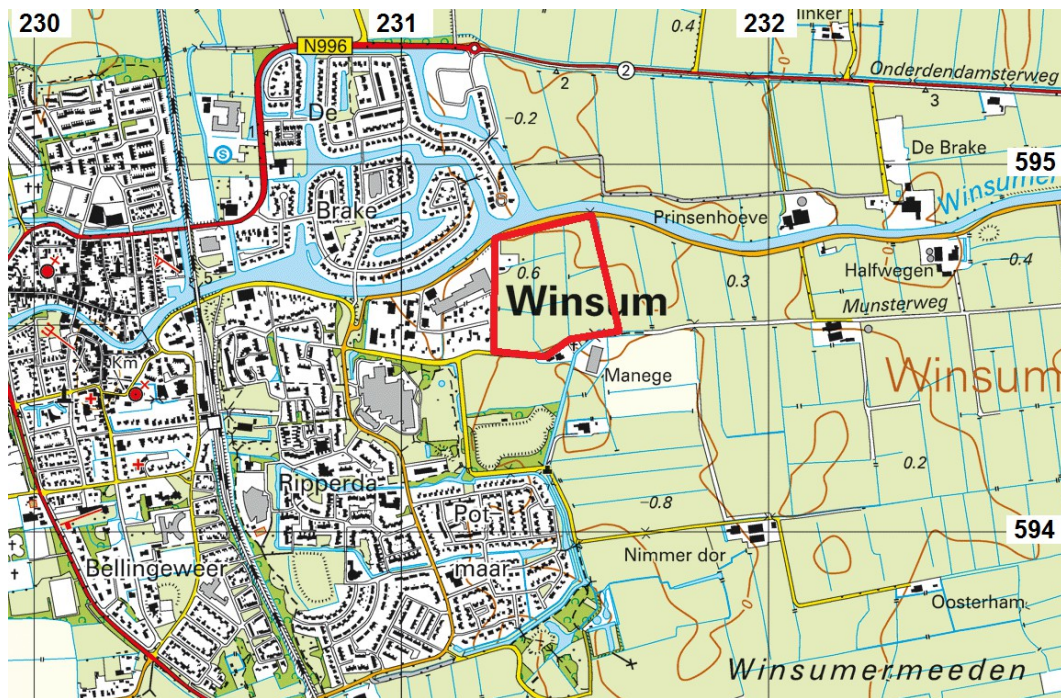 230
231
232
linker
N996
0.4
2
2
Onderdendamsterweg
3
De
-0.2
De Brake
595
S
Brake
Prinsenhoeve
Winsumer
5
0.6
0.3
Halfwegen
-0.4
Winsum
Munsterweg
Km
Manege
Winsum
Ripperda-
0.2
Pot
-0.8
594
Bellingeweer
maar
Nimmer dor
Oosterham
Winsumermeeden